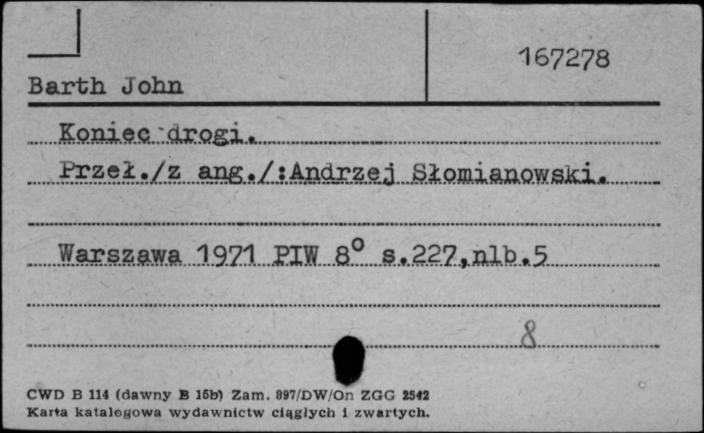 167278
Barth John
Koniec drogi.
Przeł./z ang./:Andrzej Słomianowski.
Warszawa 1971 PIW 8° s.227,nlb.5
8
CWD B 114 (dawny B 15b) Zam. 897/DW/On ZGG 2542
Karta katalogowa wydawnictw ciągłych i zwartych.